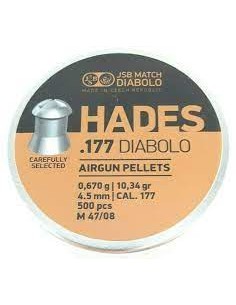 JSB MATCH
DIABOLO
MADE IN CZECH REPUBLIC
HADES
.177 DIABOLO
CAREFULLY
SELECTED
AIRGUN PELLETS
0,670 g | 10,34 gr
4.5 mm | CAL. 177
500 pcs
M 47/08